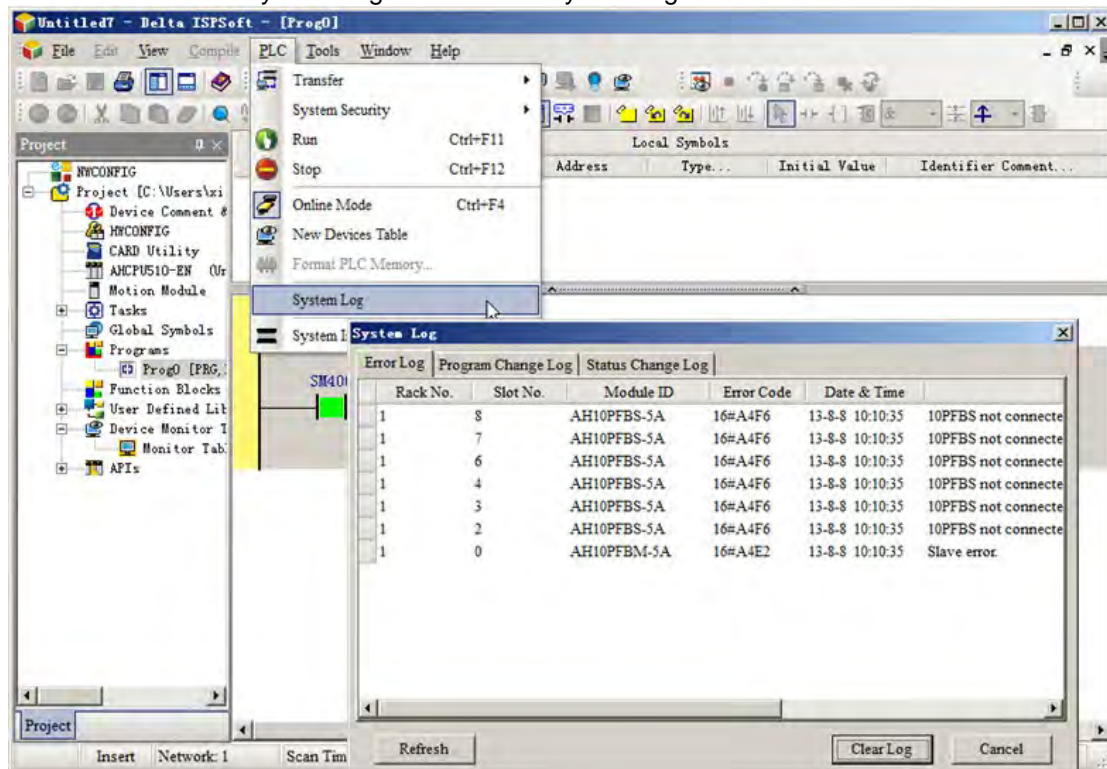 Untitled7 - Delta ISPSoft - [Prog0]
File Edit View Compile PLC Tools Window Help
Transfer
System Security
Run Ctrl+F11
Stop Ctrl+F12
Online Mode Ctrl+F4
New Devices Table
Format PLC Memory...
System Log
Project
NWCONFIG
Project [C:\Users\xi
Device Comment &
HWCONFIG
CARD Utility
AHCPU510-EN (Ur
Motion Module
Tasks
Global Symbols
Programs
Prog0 [PRG,
Function Blocks
User Defined Lib
Device Monitor T
Monitor Tab
APIs
Project
Local Symbols
Address Type... Initial Value Identifier Comment...
System Log
Error Log Program Change Log Status Change Log
Rack No. Slot No. Module ID Error Code Date & Time
1 8 AH10PFBS-5A 16#A4F6 13-8-8 10:10:35 10PFBS not connecte
1 7 AH10PFBS-5A 16#A4F6 13-8-8 10:10:35 10PFBS not connecte
1 6 AH10PFBS-5A 16#A4F6 13-8-8 10:10:35 10PFBS not connecte
1 4 AH10PFBS-5A 16#A4F6 13-8-8 10:10:35 10PFBS not connecte
1 3 AH10PFBS-5A 16#A4F6 13-8-8 10:10:35 10PFBS not connecte
1 2 AH10PFBS-5A 16#A4F6 13-8-8 10:10:35 10PFBS not connecte
1 0 AH10PFBM-5A 16#A4E2 13-8-8 10:10:35 Slave error.
Refresh Clear Log Cancel
Insert Network: 1 Scan Tim